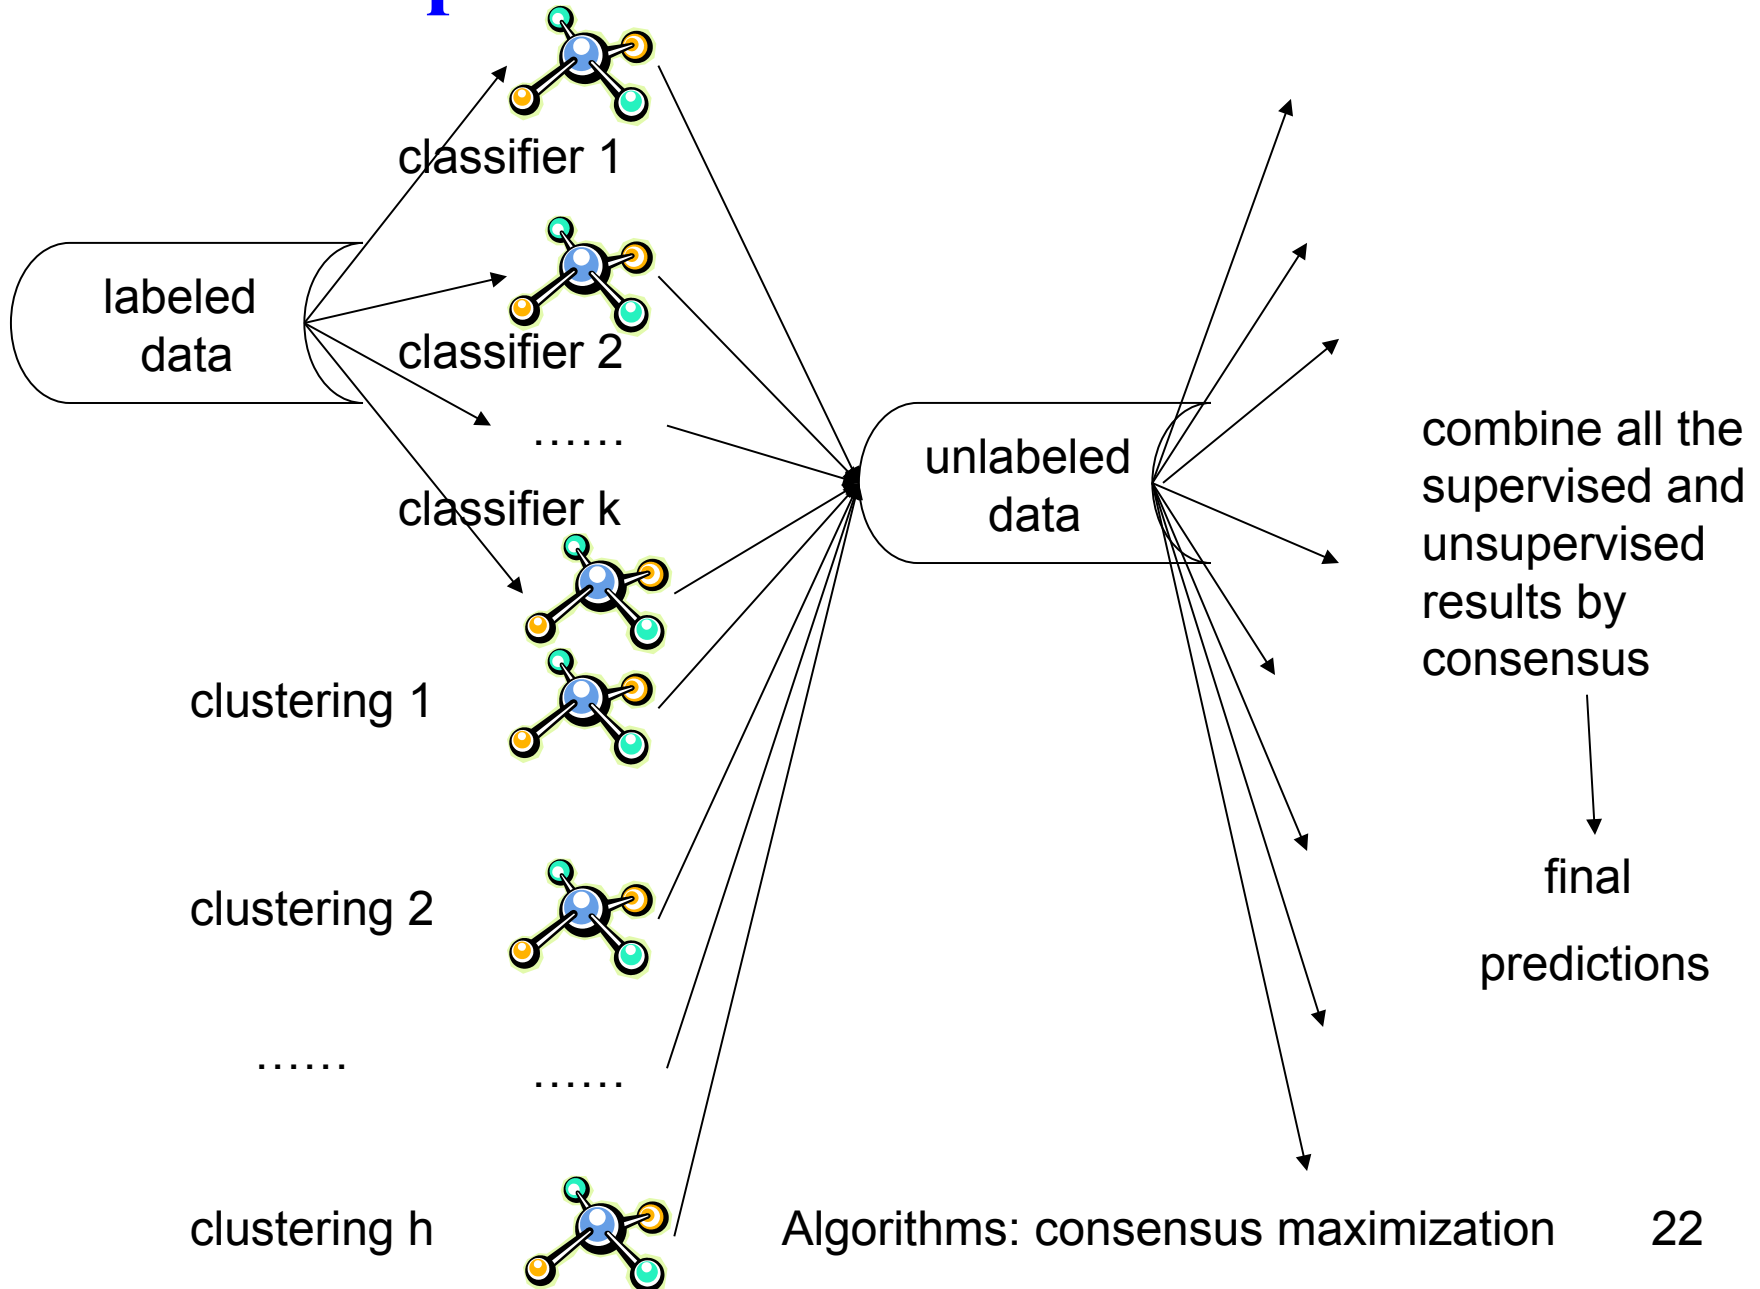 classifier 1
labeled
data
classifier 2
......
classifier k
unlabeled
data
combine all the
supervised and
unsupervised
results by
consensus
clustering 1
clustering 2
final
predictions
......
......
clustering h
Algorithms: consensus maximization
22